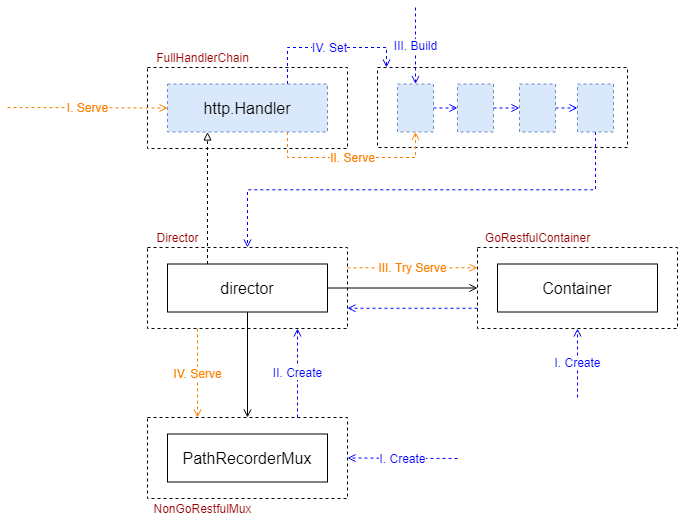 IV. Set
III. Build
FullHandlerChain
http.Handler
I. Serve
II. Serve
Director
GoRestfulContainer
III. Try Serve
director
Container
IV. Serve
II. Create
I. Create
PathRecorderMux
I. Create
NonGoRestfulMux